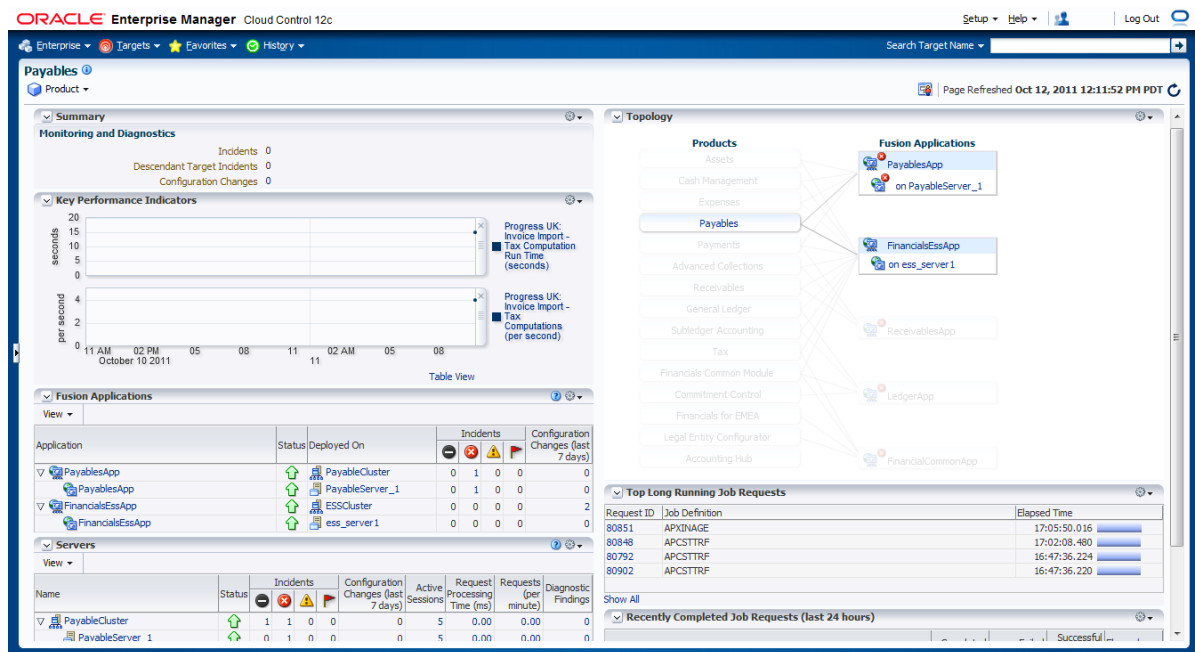 ORACLE Enterprise Manager Cloud Control 12c
Setup Help Log Out
Enterprise Targets Favorites History Search Target Name
Payables
Product
Page Refreshed Oct 12, 2011 12:11:52 PM PDT
Summary
Monitoring and Diagnostics
Incidents 0
Descendant Target Incidents 0
Configuration Changes 0
Key Performance Indicators
20
15
10
5
0
seconds
Progress UK:
Invoice Import -
Tax Computation
Run Time
(seconds)
4
2
0
per second
Progress UK:
Invoice Import -
Tax
Computations
(per second)
11 AM 02 PM 05 08 11 02 AM 05 08
October 10 2011 11
Table View
Fusion Applications
View
Application Status Deployed On Incidents Configuration
Changes (last
7 days)
PayablesApp PayableCluster 0 1 0 0 0
PayablesApp PayableServer_1 0 1 0 0 0
FinancialsEssApp ESSCluster 0 0 0 0 2
FinancialsEssApp ess_server1 0 0 0 0 0
Servers
View
Name Status Incidents Configuration
Changes (last
7 days) Active
Sessions Request
Processing
Time (ms) Requests
(per
minute) Diagnostic
Findings
PayableCluster 1 1 0 0 0 5 0.00 0.00 0
PayableServer_1 0 1 0 0 0 5 0.00 0.00 0
Topology
Products Fusion Applications
Assets
Cash Management
Expenses
Payables
Payments
Advanced Collections
Receivables
General Ledger
Subledger Accounting
Tax
Financials Common Module
Commitment Control
Financials for EMEA
Legal Entity Configurator
Accounting Hub
PayablesApp
on PayableServer_1
FinancialsEssApp
on ess_server1
ReceivablesApp
LedgerApp
FinancialCommonApp
Top Long Running Job Requests
Request ID Job Definition Elapsed Time
80851 APXINAGE 17:05:50.016
80848 APCSTTRF 17:02:08.480
80792 APCSTTRF 16:47:36.224
80902 APCSTTRF 16:47:36.220
Show All
Recently Completed Job Requests (last 24 hours)
Successful